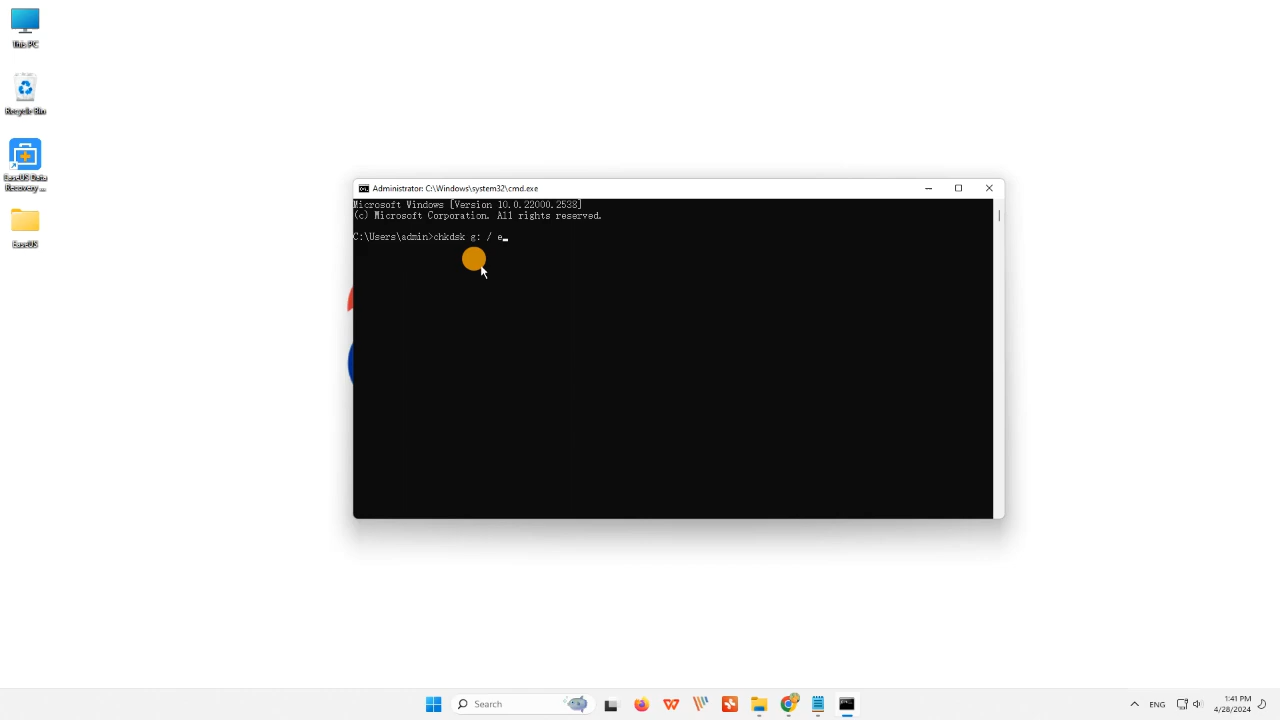 This PC
Recycle Bin
EaseUS Data
Recovery ...
EaseUS
Administrator: C:\Windows\system32\cmd.exe
Microsoft Windows [Version 10.0.22000.2538]
(c) Microsoft Corporation. All rights reserved.
C:\Users\admin>chkdsk g: / e
Search
ENG
1:41 PM
4/28/2024